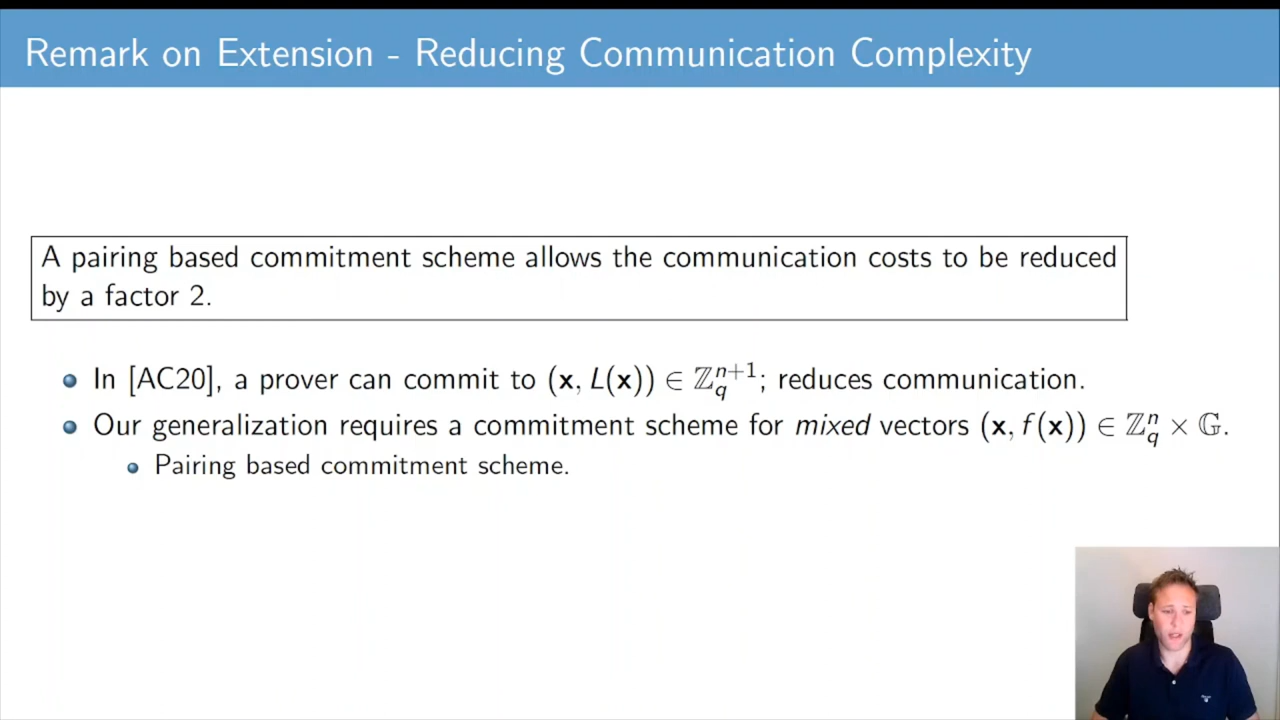 Remark on Extension - Reducing Communication Complexity
A pairing based commitment scheme allows the communication costs to be reduced
by a factor 2.
In [AC20], a prover can commit to (𝐱, L(𝐱)) ∈ ℤ_q^{n+1}; reduces communication.
Our generalization requires a commitment scheme for mixed vectors (𝐱, f(𝐱)) ∈ ℤ_q^n × 𝔾.
Pairing based commitment scheme.